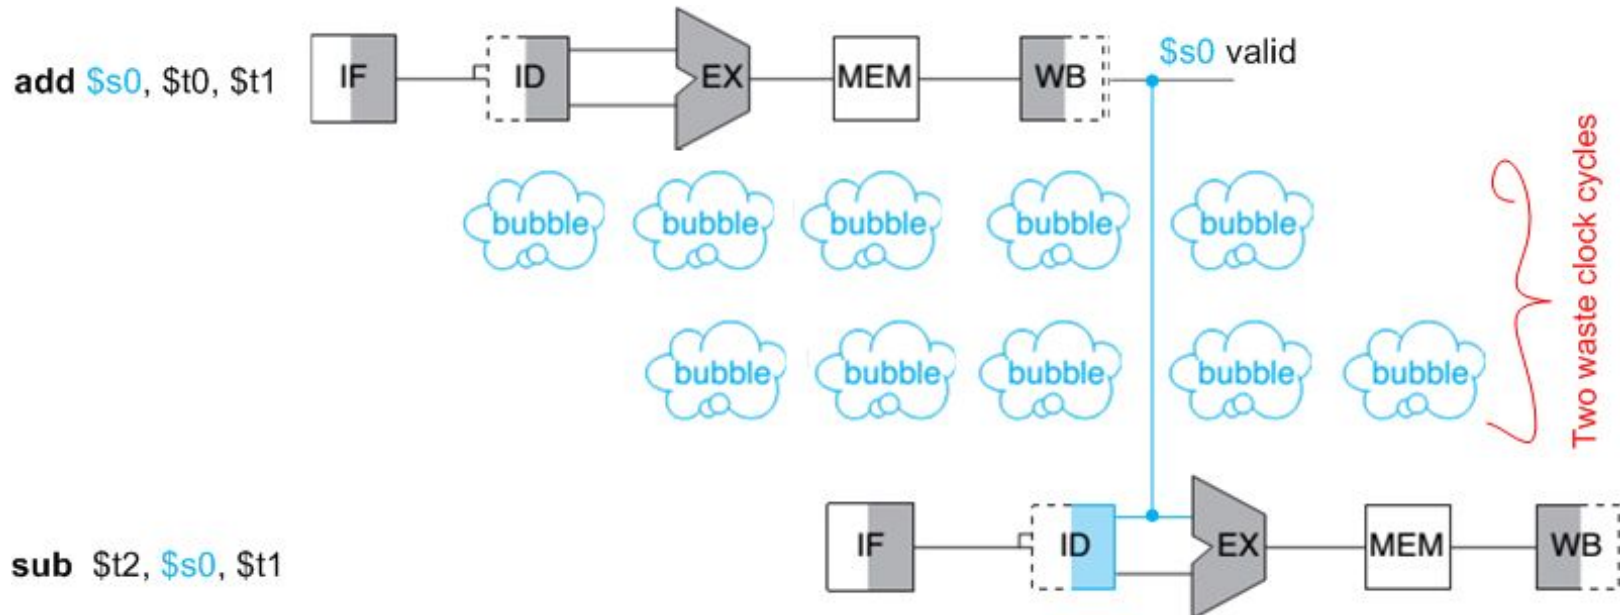 $s0 valid
add $s0, $t0, $t1
IF ID EX MEM WB
bubble bubble bubble bubble bubble
bubble bubble bubble bubble bubble
Two waste clock cycles
IF ID EX MEM WB
sub $t2, $s0, $t1